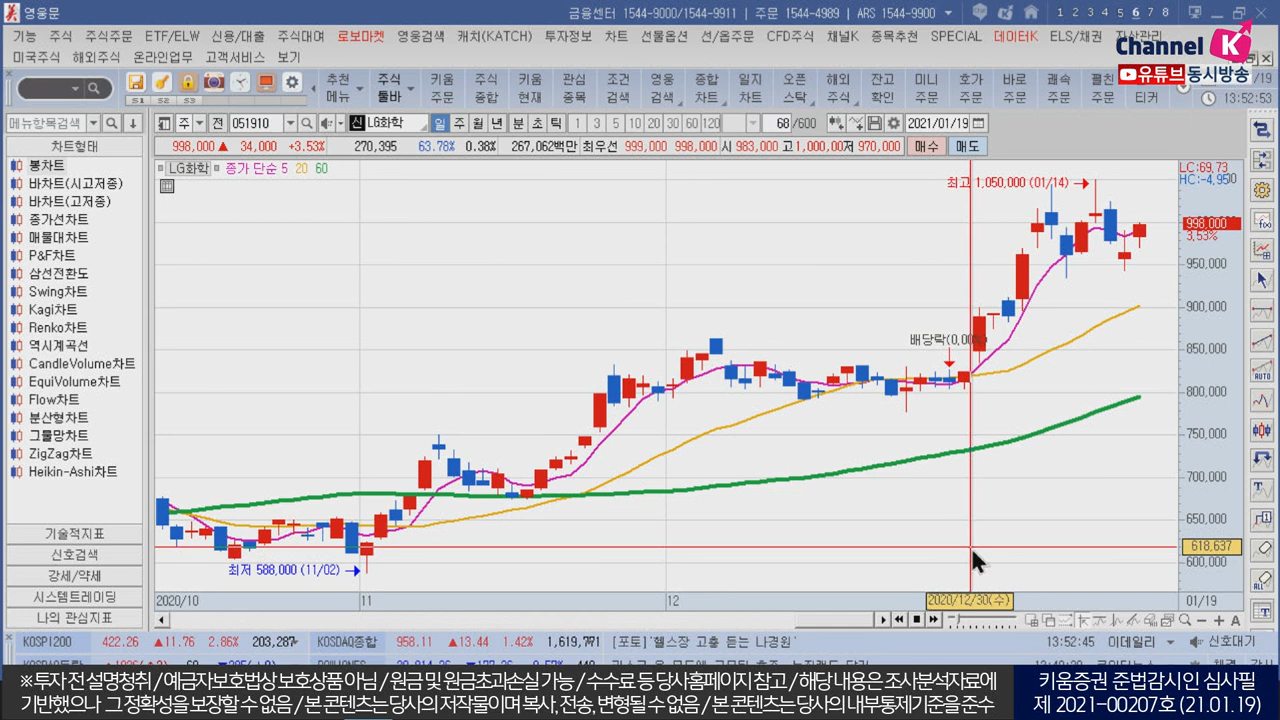 영웅문
금융센터 1544-9000/1544-9911 | 주문 1544-4989 | ARS 1544-9900
1 2 3 4 5 6 7 8
기능 주식 주식주문 ETF/ELW 신용/대출 주식대여 로보마켓 영웅검색 캐치(KATCH) 투자정보 차트 선물옵션 선/옵주문 CFD주식 채널K 종목추천 SPECIAL 데이터K ELS/채권 자산관리
미국주식 해외주식 온라인업무 고객서비스 보기
Channel K
유튜브 동시방송
S1 S2 S3
추천 메뉴
주식 툴바
키움 주문
주식 종합
키움 현재
관심 종목
조건 검색
영웅 검색
종합 차트
일지 차트
오픈 스탁
해외 주식
잔고 확인
미니 주문
호가 주문
바로 주문
쾌속 주문
펼친 주문
티커
13:52:53
메뉴항목검색
주 전 051910 신 LG화학 일 주 월 년 분 초 1 3 5 10 20 30 60 120 68 /600 2021/01/19
998,000 ▲ 34,000 +3.53% 270,395 63.78% 0.38% 267,062백만 최우선 999,000 998,000 시 983,000 고 1,000,00 저 970,000 매수 매도
차트형태
봉차트
바차트(시고저종)
바차트(고저종)
종가선차트
매물대차트
P&F차트
삼선전환도
Swing차트
Kagi차트
Renko차트
역시계곡선
CandleVolume차트
EquiVolume차트
Flow차트
분산형차트
그물망차트
ZigZag차트
Heikin-Ashi차트
기술적지표
신호검색
강세/약세
시스템트레이딩
나의 관심지표
LG화학 종가 단순 5 20 60
최고 1,050,000 (01/14)
LC:69.73
HC:-4.95
998,000
3.53%
950,000
900,000
850,000
800,000
750,000
700,000
650,000
618,637
600,000
배당락(0.00
최저 588,000 (11/02)
2020/10 11 12 2020/12/30(수) 01/19
KOSPI200 422.26 ▲11.76 2.86% 203,287 KOSDAQ종합 958.11 ▲13.44 1.42% 1,619,771 [포토] '헬스장 고충 듣는 나경원' 13:52:45 이데일리 신호대기
※ 투자 전 설명청취 / 예금자보호법상 보호상품 아님 / 원금 및 원금초과손실 가능 / 수수료 등 당사홈페이지 참고 / 해당 내용은 조사분석자료에
기반했으나 그 정확성을 보장할 수 없음 / 본 콘텐츠는 당사의 저작물이며 복사, 전송, 변형될 수 없음 / 본 콘텐츠는 당사의 내부통제기준을 준수
키움증권 준법감시인 심사필
제 2021-00207호 (21.01.19)